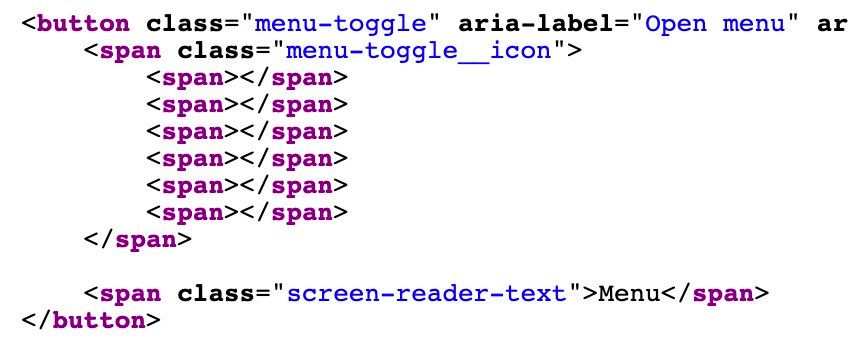 <button class="menu-toggle" aria-label="Open menu" ar
<span class="menu-toggle__icon">
<span></span>
<span></span>
<span></span>
<span></span>
<span></span>
<span></span>
</span>
<span class="screen-reader-text">Menu</span>
</button>